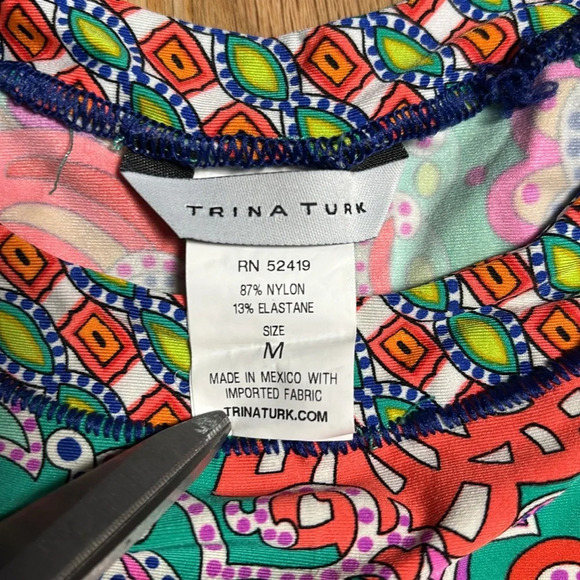 TRINA TURK
RN 52419
87% NYLON
13% ELASTANE
SIZE
M
MADE IN MEXICO WITH
IMPORTED FABRIC
TRINATURK.COM